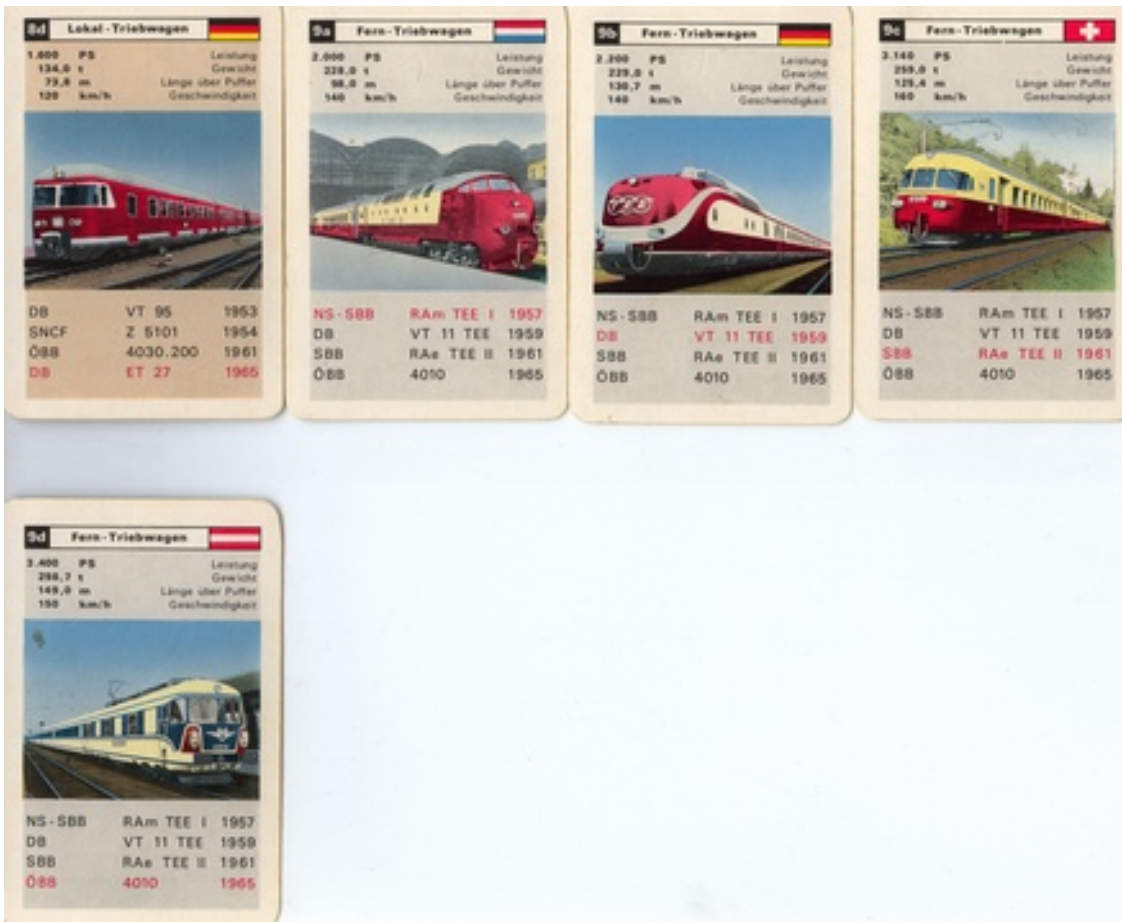 8d Lokal-Triebwagen
1.600 PS Leistung
134,0 t Gewicht
73,8 m Länge über Puffer
120 km/h Geschwindigkeit
DB VT 95 1953
SNCF Z 5101 1954
ÖBB 4030.200 1961
DB ET 27 1965
9a Fern-Triebwagen
2.000 PS Leistung
228,0 t Gewicht
98,0 m Länge über Puffer
140 km/h Geschwindigkeit
NS-SBB RAm TEE I 1957
DB VT 11 TEE 1959
SBB RAe TEE II 1961
ÖBB 4010 1965
9b Fern-Triebwagen
2.200 PS Leistung
229,0 t Gewicht
130,7 m Länge über Puffer
140 km/h Geschwindigkeit
TEE
NS-SBB RAm TEE I 1957
DB VT 11 TEE 1959
SBB RAe TEE II 1961
ÖBB 4010 1965
9c Fern-Triebwagen
3.140 PS Leistung
259,0 t Gewicht
125,4 m Länge über Puffer
160 km/h Geschwindigkeit
NS-SBB RAm TEE I 1957
DB VT 11 TEE 1959
SBB RAe TEE II 1961
ÖBB 4010 1965
9d Fern-Triebwagen
3.400 PS Leistung
298,7 t Gewicht
149,0 m Länge über Puffer
150 km/h Geschwindigkeit
NS-SBB RAm TEE I 1957
DB VT 11 TEE 1959
SBB RAe TEE II 1961
ÖBB 4010 1965